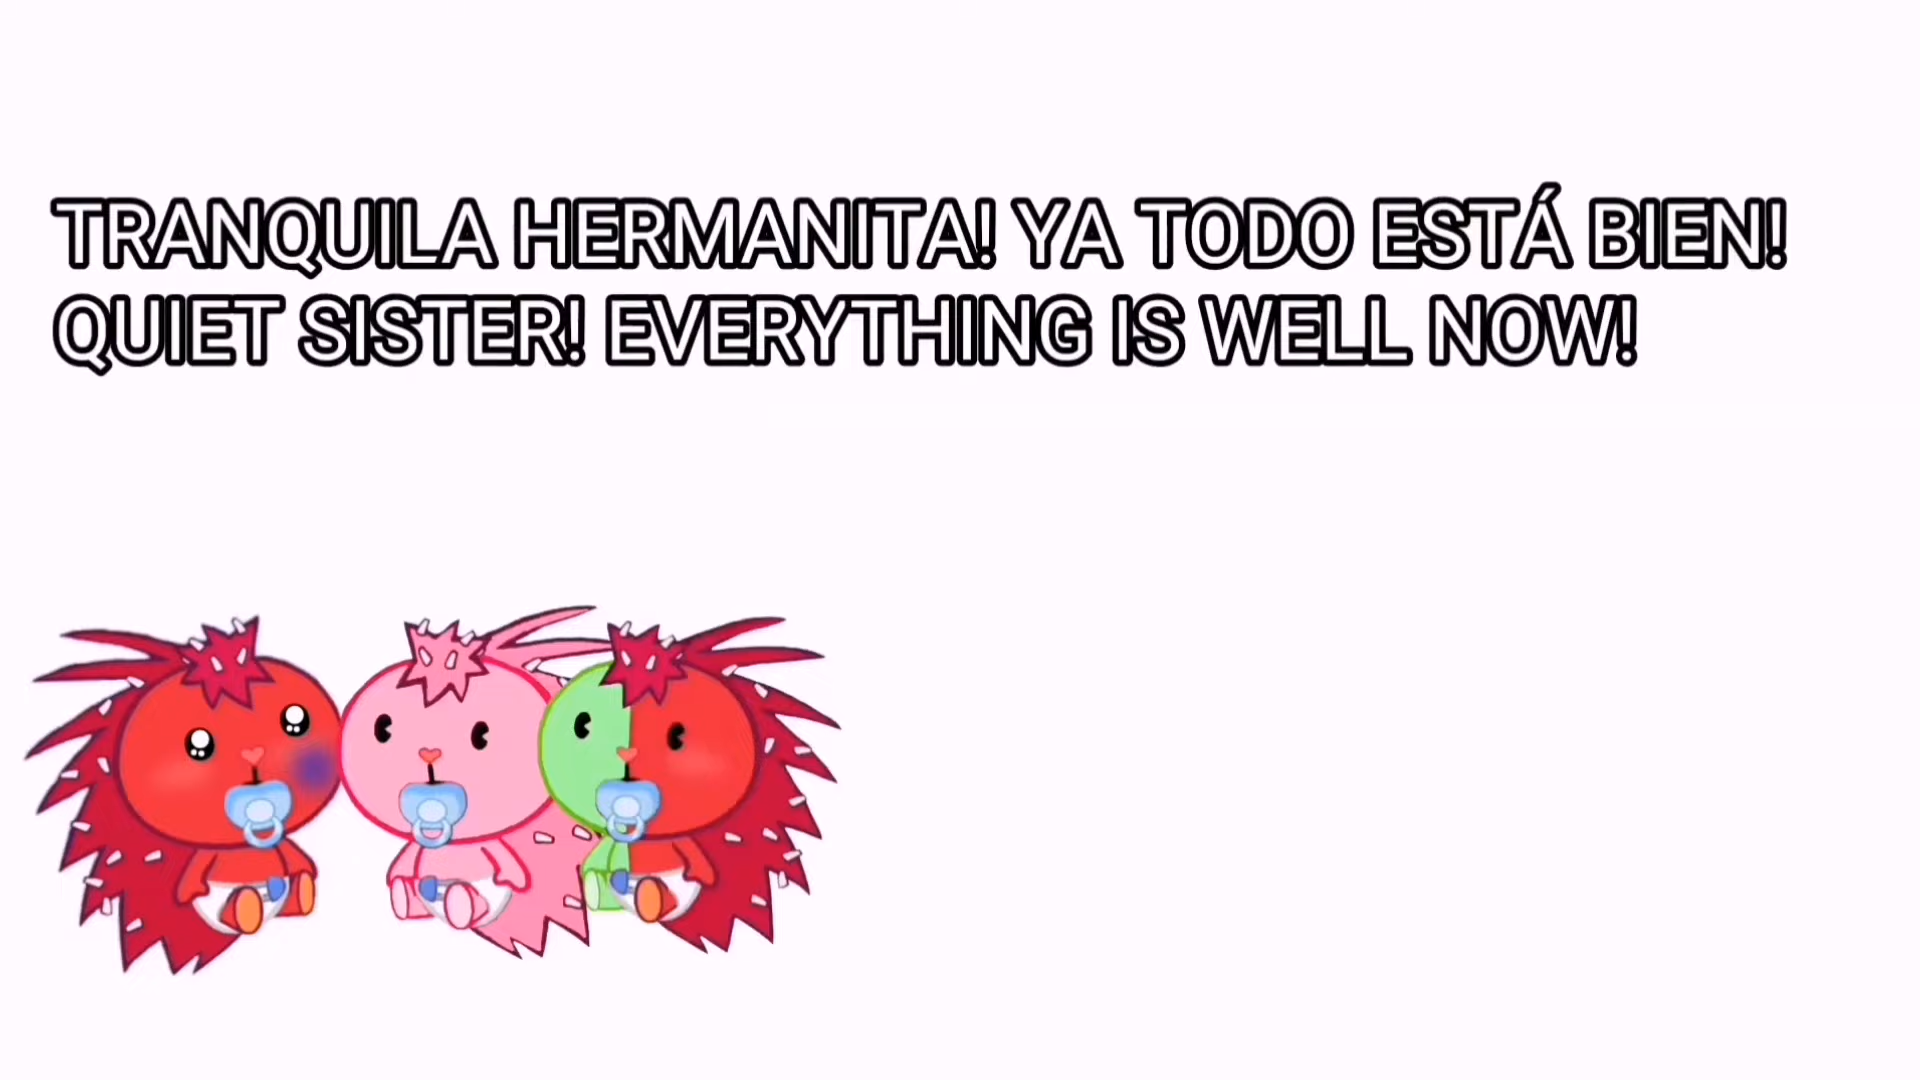 TRANQUILA HERMANITA! YA TODO ESTÁ BIEN!
QUIET SISTER! EVERYTHING IS WELL NOW!